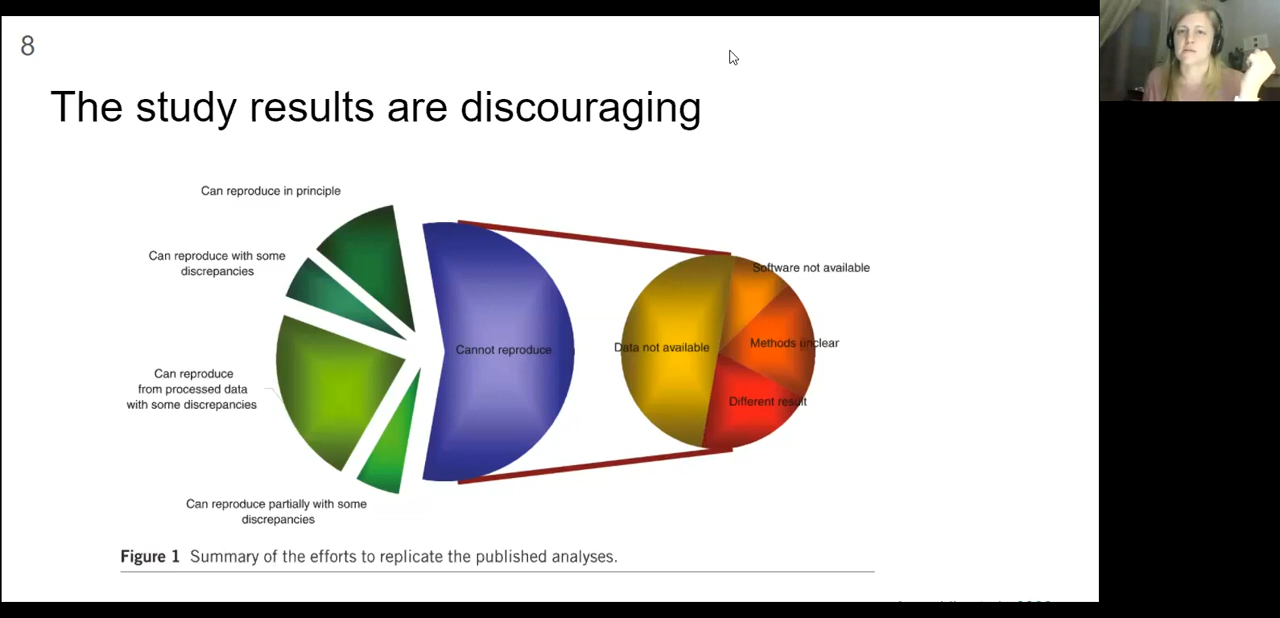 8
The study results are discouraging
Can reproduce in principle
Can reproduce with some
discrepancies
Can reproduce
from processed data
with some discrepancies
Can reproduce partially with some
discrepancies
Cannot reproduce
Software not available
Data not available
Methods unclear
Different result
Figure 1 Summary of the efforts to replicate the published analyses.